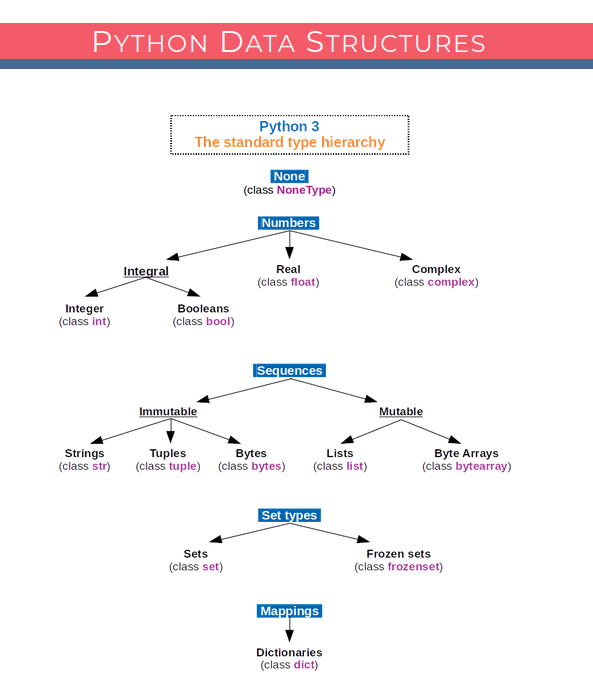 PYTHON DATA STRUCTURES
Python 3
The standard type hierarchy
None
(class NoneType)
Numbers
Integral
Real
(class float)
Complex
(class complex)
Integer
(class int)
Booleans
(class bool)
Sequences
Immutable
Mutable
Strings
(class str)
Tuples
(class tuple)
Bytes
(class bytes)
Lists
(class list)
Byte Arrays
(class bytearray)
Set types
Sets
(class set)
Frozen sets
(class frozenset)
Mappings
Dictionaries
(class dict)